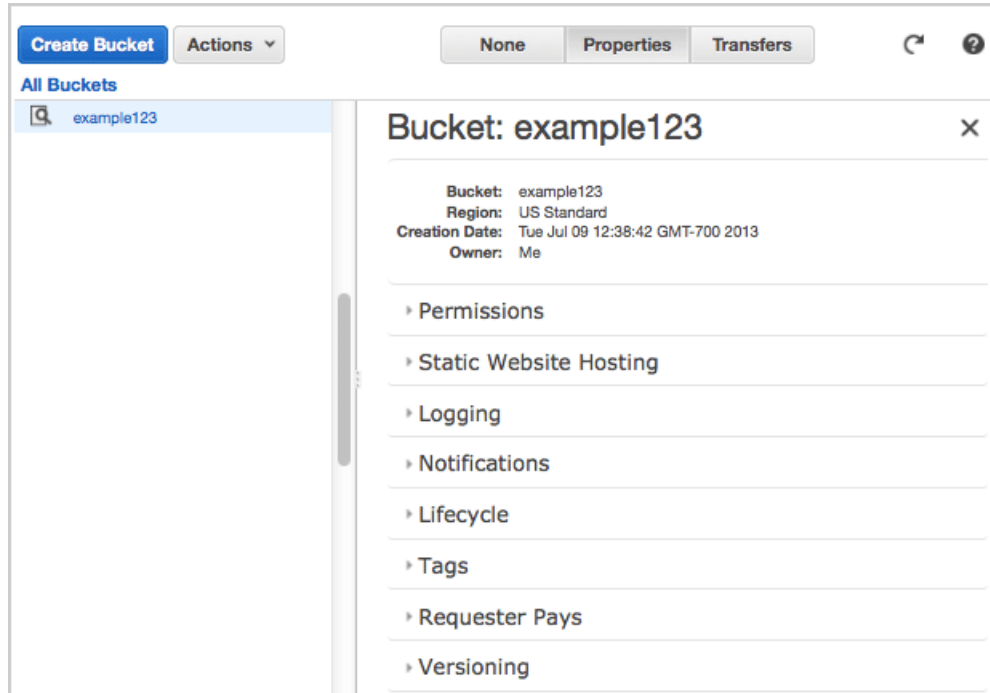 Create Bucket Actions None Properties Transfers
All Buckets
example123
Bucket: example123
Bucket: example123
Region: US Standard
Creation Date: Tue Jul 09 12:38:42 GMT-700 2013
Owner: Me
Permissions
Static Website Hosting
Logging
Notifications
Lifecycle
Tags
Requester Pays
Versioning